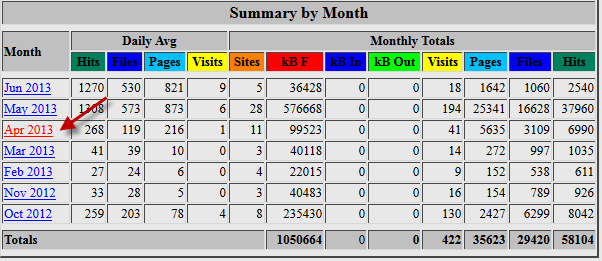 Summary by Month
Month Daily Avg Monthly Totals
Hits Files Pages Visits Sites kB F kB In kB Out Visits Pages Files Hits
Jun 2013 1270 530 821 9 5 36428 0 0 18 1642 1060 2540
May 2013 1308 573 873 6 28 576668 0 0 194 25341 16628 37960
Apr 2013 268 119 216 1 11 99523 0 0 41 5635 3109 6990
Mar 2013 41 39 10 0 3 40118 0 0 14 272 997 1035
Feb 2013 27 24 6 0 4 22015 0 0 9 152 538 611
Nov 2012 33 28 5 0 3 40483 0 0 16 154 789 926
Oct 2012 259 203 78 4 8 235430 0 0 130 2427 6299 8042
Totals 1050664 0 0 422 35623 29420 58104